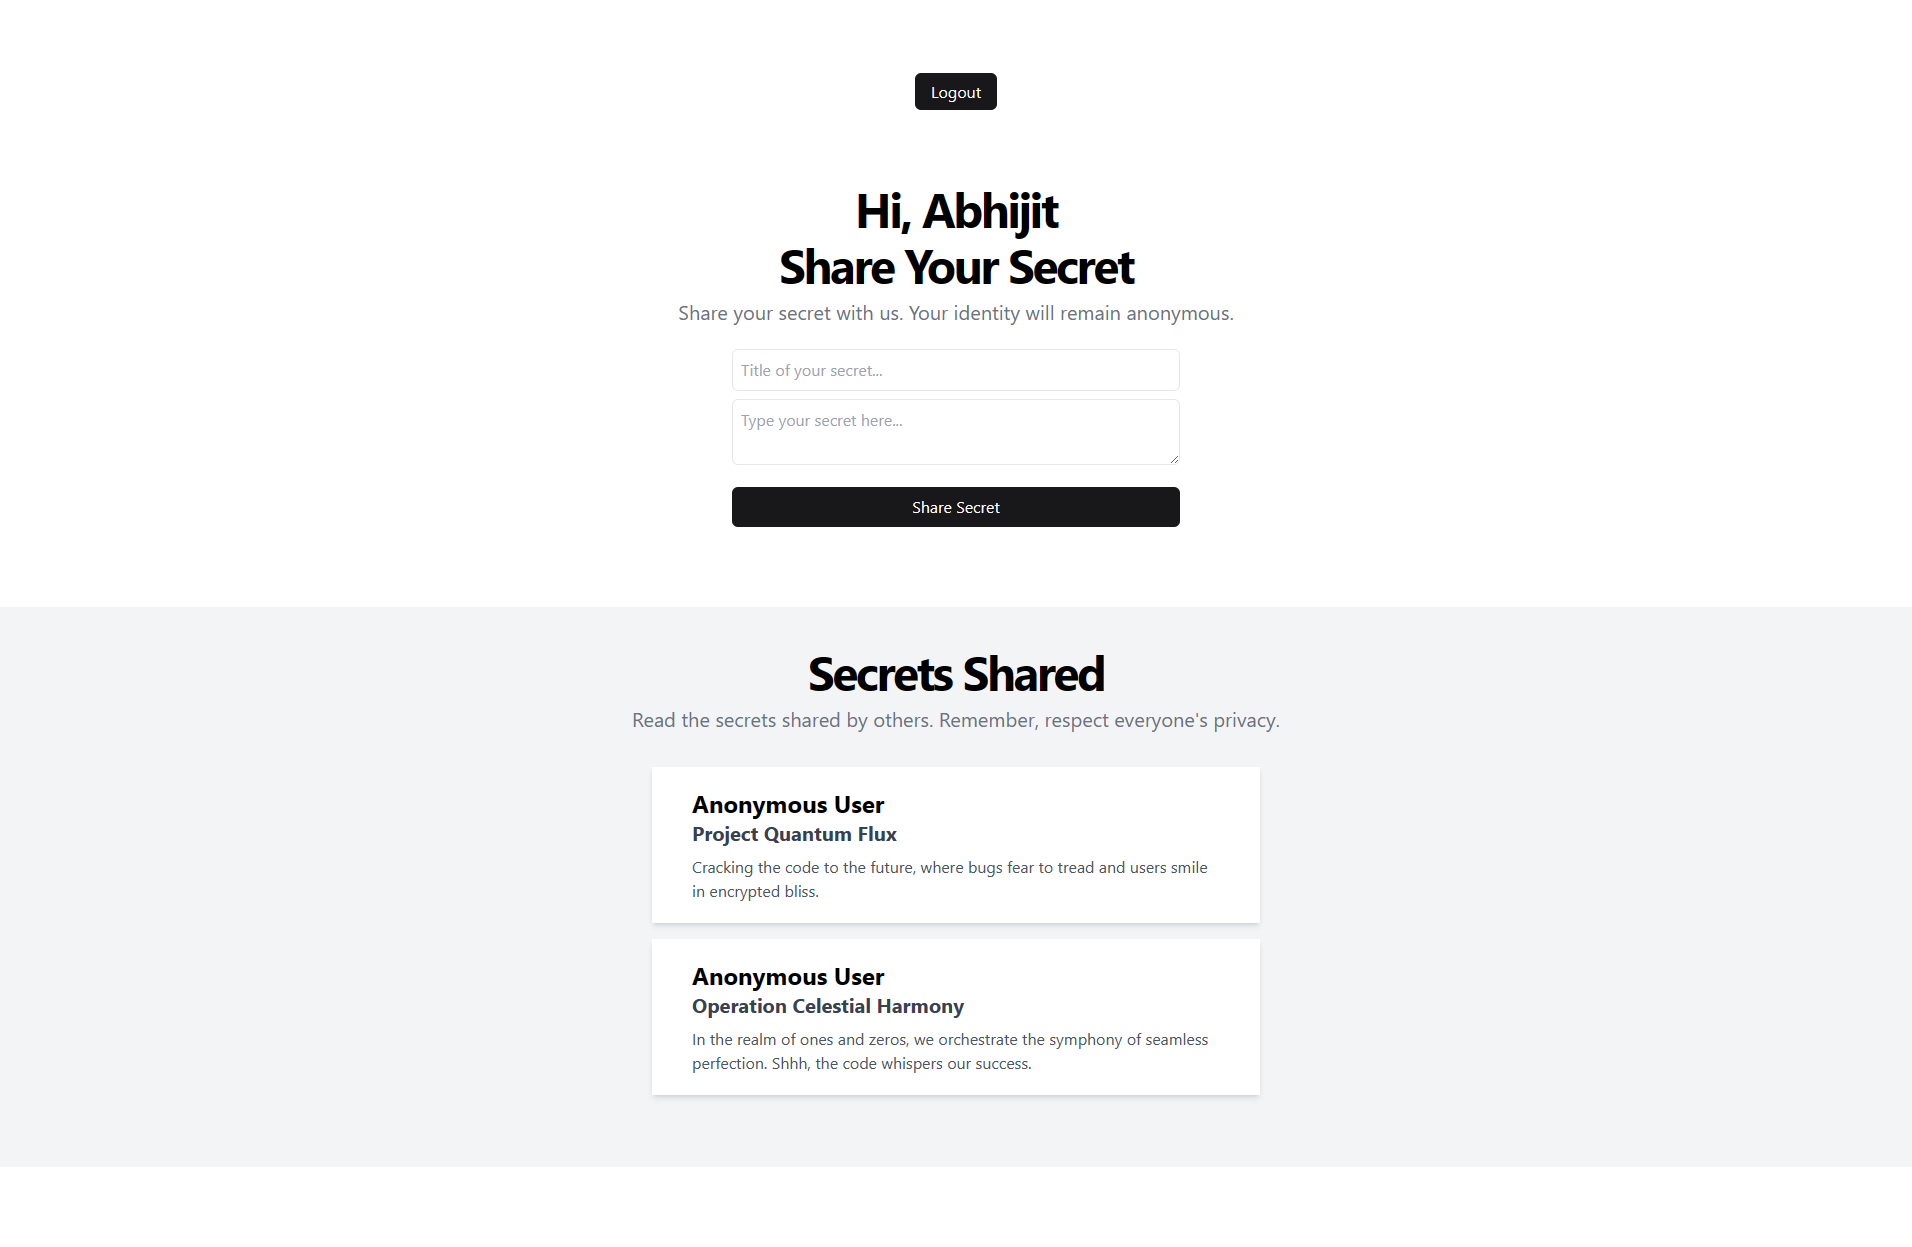 Logout
Hi, Abhijit
Share Your Secret
Share your secret with us. Your identity will remain anonymous.
Title of your secret...
Type your secret here...
Share Secret
Secrets Shared
Read the secrets shared by others. Remember, respect everyone's privacy.
Anonymous User
Project Quantum Flux
Cracking the code to the future, where bugs fear to tread and users smile
in encrypted bliss.
Anonymous User
Operation Celestial Harmony
In the realm of ones and zeros, we orchestrate the symphony of seamless
perfection. Shhh, the code whispers our success.